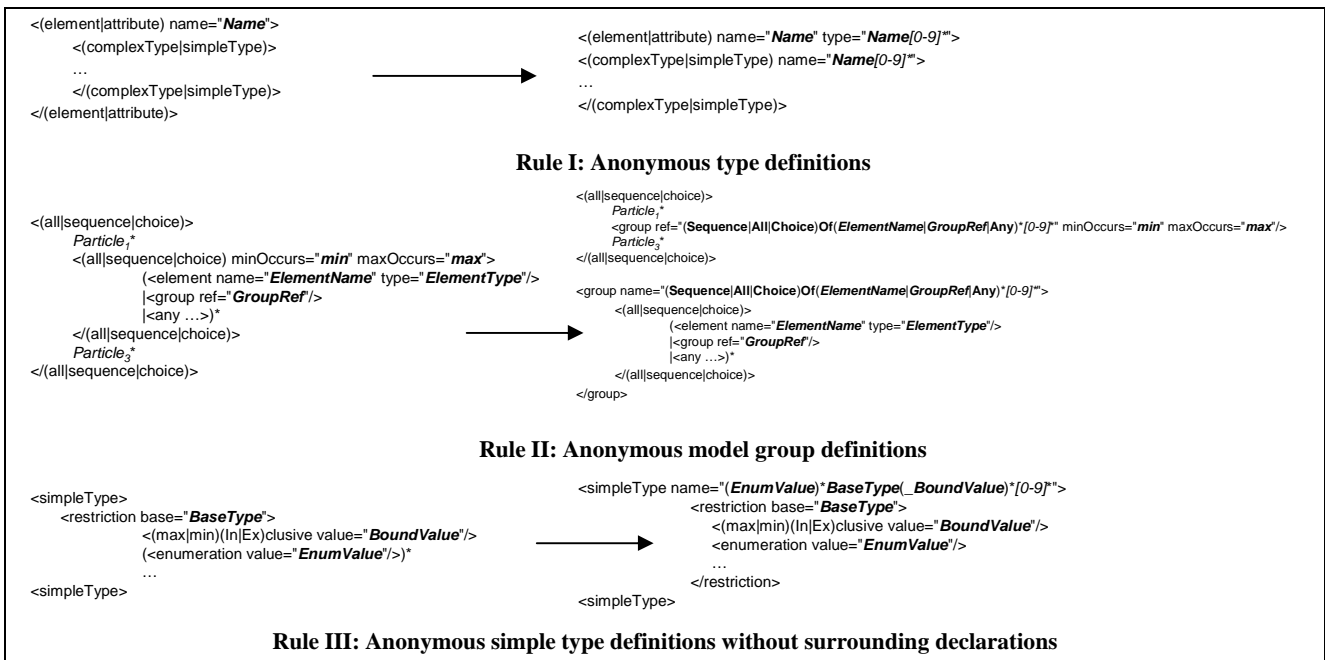 <(element|attribute) name="Name">
<(complexType|simpleType)>
…
</(complexType|simpleType)>
</(element|attribute)>
<(element|attribute) name="Name" type="Name[0-9]*">
<(complexType|simpleType) name="Name[0-9]*">
…
</(complexType|simpleType)>
Rule I: Anonymous type definitions
<(all|sequence|choice)>
Particle1*
<(all|sequence|choice) minOccurs="min" maxOccurs="max">
(<element name="ElementName" type="ElementType"/>
|<group ref="GroupRef"/>
|<any …>)*
</(all|sequence|choice)>
Particle3*
</(all|sequence|choice)>
<(all|sequence|choice)>
Particle1*
<group ref="(Sequence|All|Choice)Of(ElementName|GroupRef|Any)*[0-9]*" minOccurs="min" maxOccurs="max"/>
Particle3*
</(all|sequence|choice)>
<group name="(Sequence|All|Choice)Of(ElementName|GroupRef|Any)*[0-9]*">
<(all|sequence|choice)>
(<element name="ElementName" type="ElementType"/>
|<group ref="GroupRef"/>
|<any …>)*
</(all|sequence|choice)>
</group>
Rule II: Anonymous model group definitions
<simpleType>
<restriction base="BaseType">
<(max|min)(In|Ex)clusive value="BoundValue"/>
(<enumeration value="EnumValue"/>)*
…
<simpleType>
<simpleType name="(EnumValue)*BaseType(_BoundValue)*[0-9]*">
<restriction base="BaseType">
<(max|min)(In|Ex)clusive value="BoundValue"/>
<enumeration value="EnumValue"/>
…
</restriction>
<simpleType>
Rule III: Anonymous simple type definitions without surrounding declarations